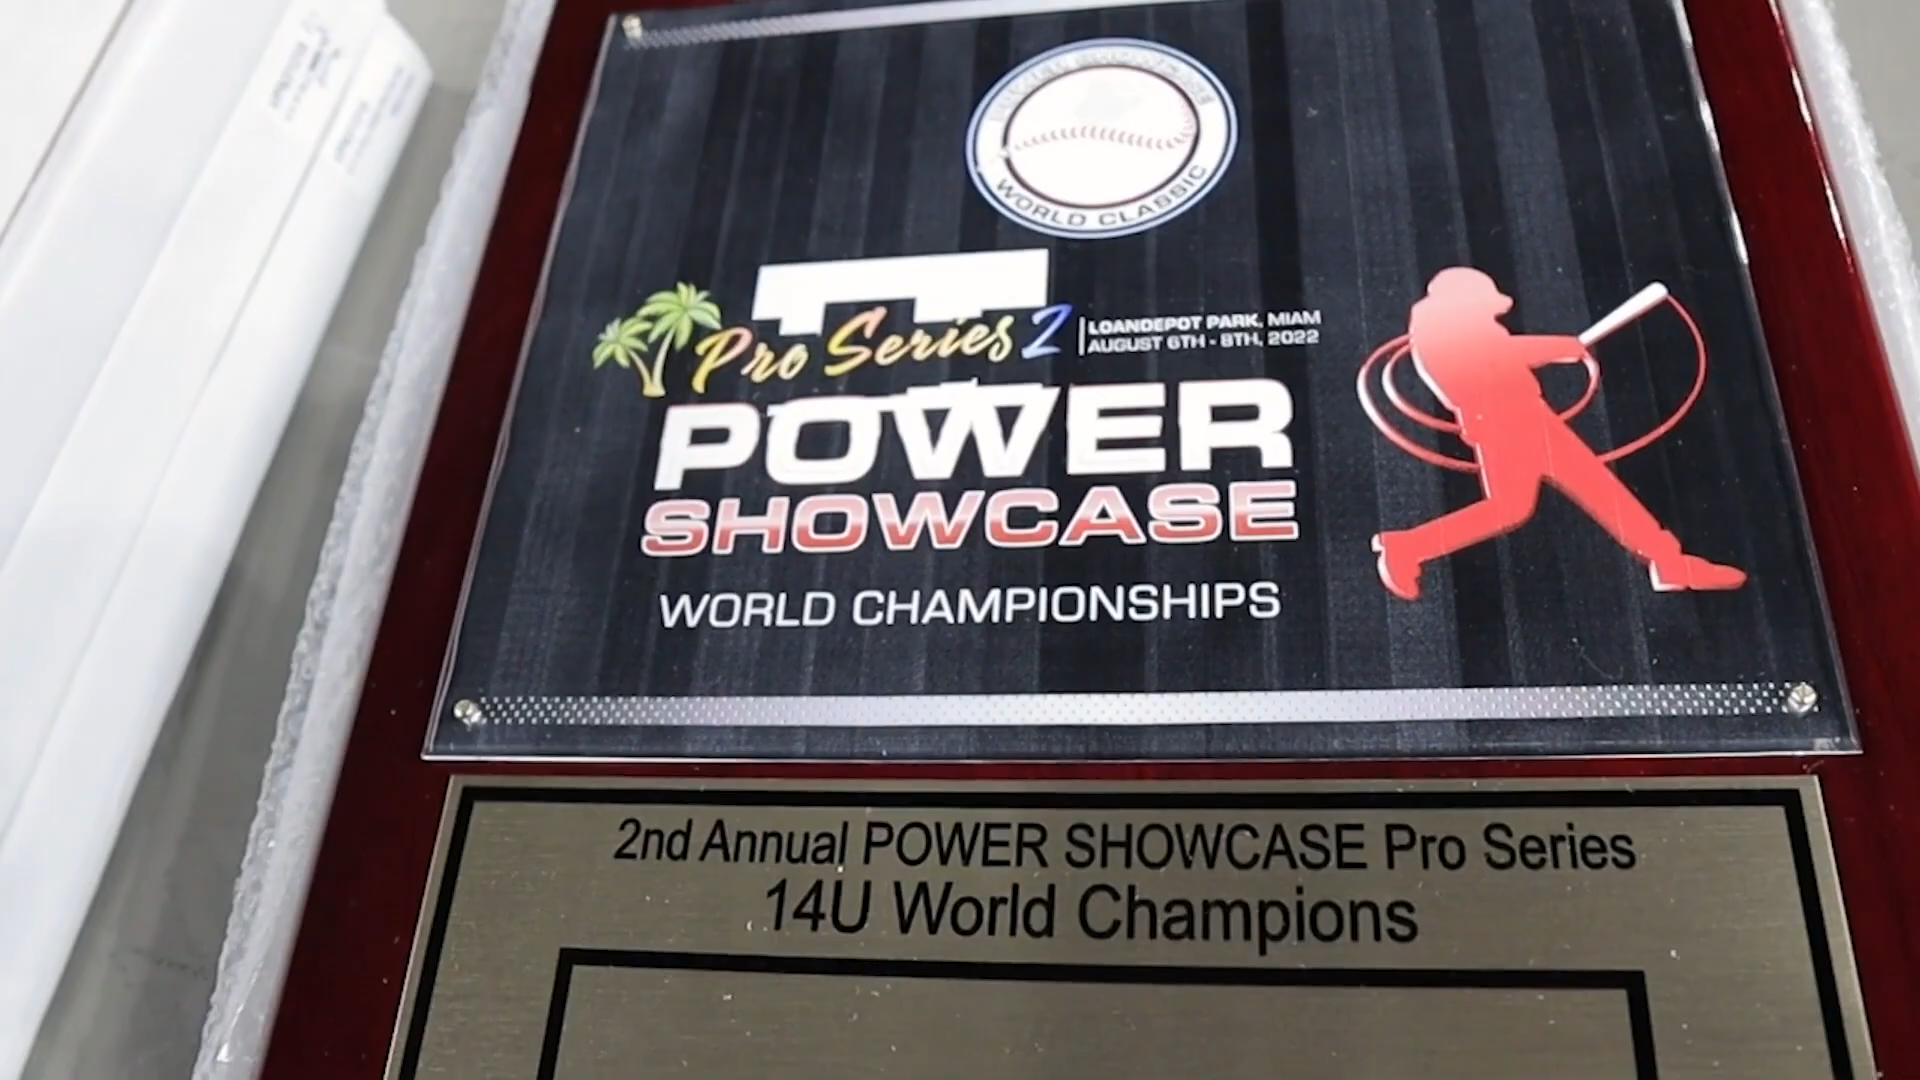 WORLD CLASSIC
Pro Series 2
LOANDEPOT PARK, MIAM
AUGUST 6TH - 8TH, 2022
POWER
SHOWCASE
WORLD CHAMPIONSHIPS
2nd Annual POWER SHOWCASE Pro Series
14U World Champions